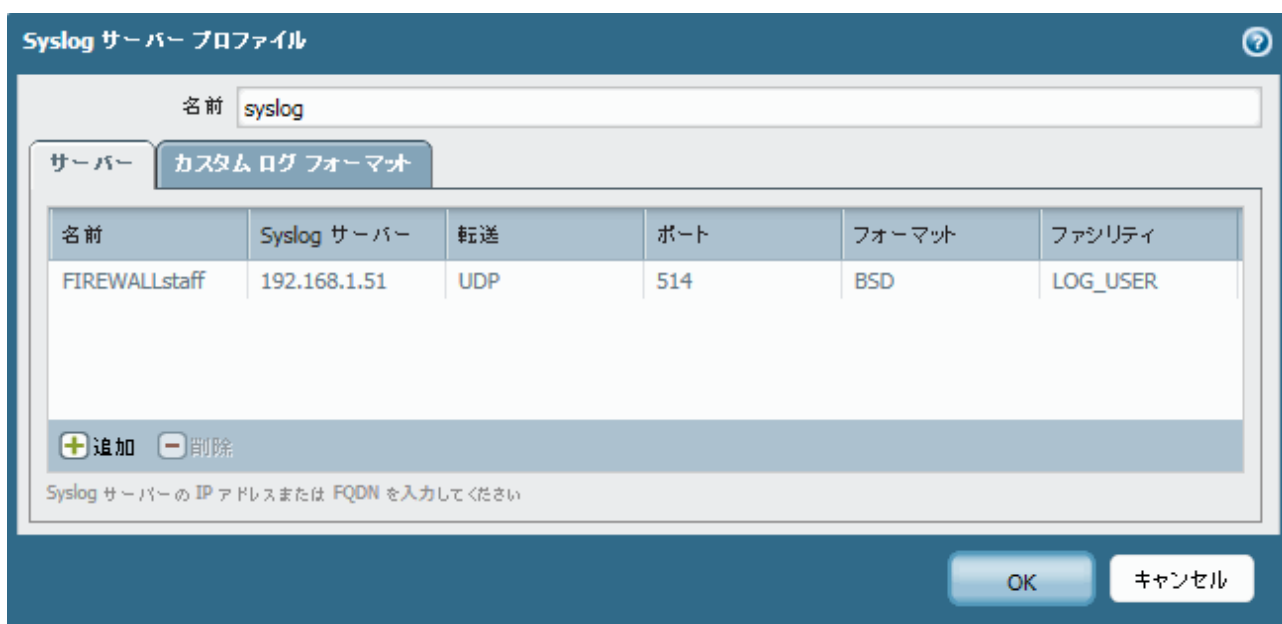 Syslog サーバー プロファイル
名前 syslog
サーバー カスタム ログ フォーマット
名前 Syslog サーバー 転送 ポート フォーマット ファシリティ
FIREWALLstaff 192.168.1.51 UDP 514 BSD LOG_USER
追加 削除
Syslog サーバーの IP アドレスまたは FQDN を入力してください
OK キャンセル